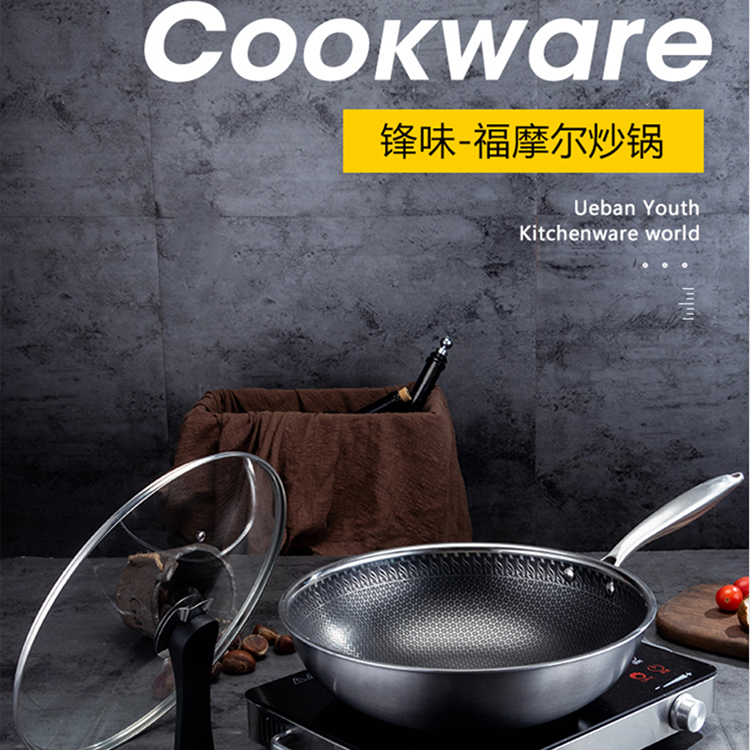 Cookware
锋味-福摩尔炒锅
Ueban Youth
Kitchenware world